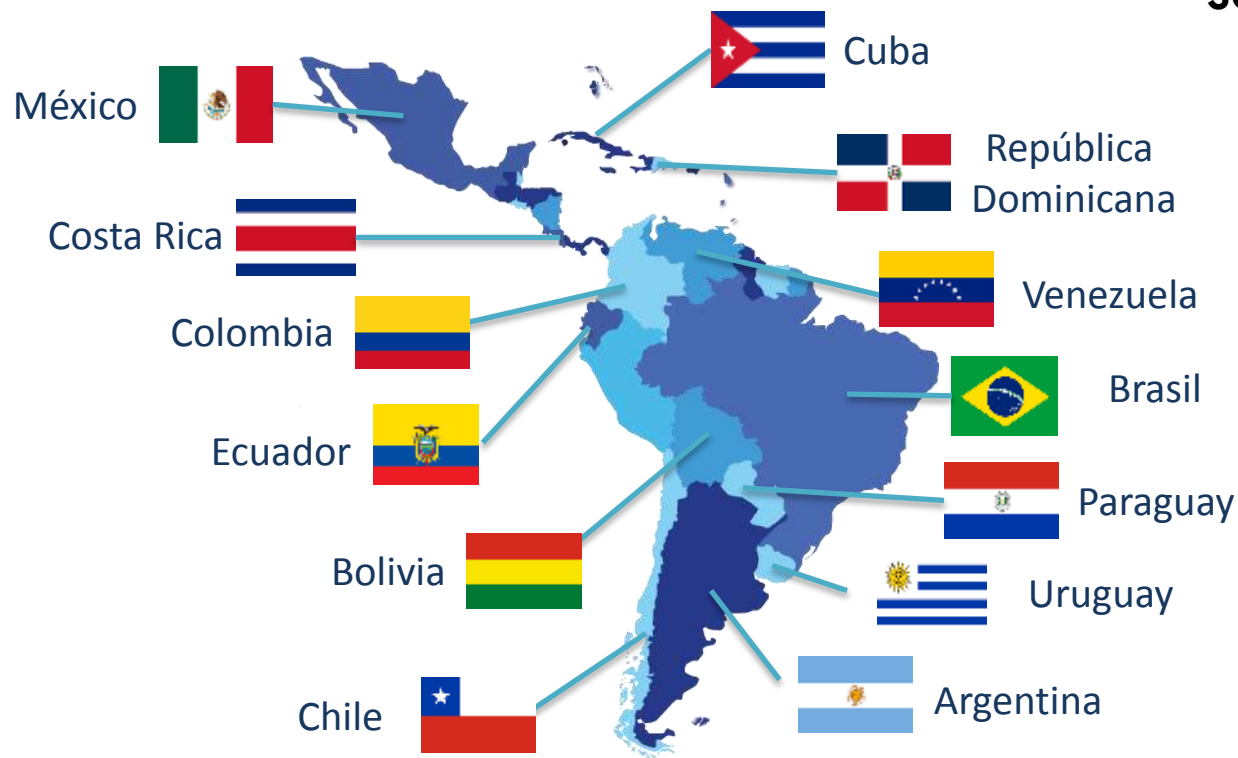 Cuba
México
República
Dominicana
Costa Rica
Venezuela
Colombia
Brasil
Ecuador
Paraguay
Bolivia
Uruguay
Argentina
Chile